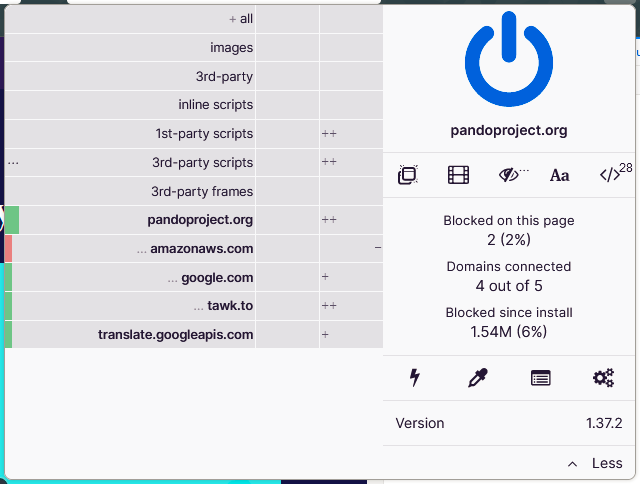 + all
images
3rd-party
inline scripts
1st-party scripts ++
... 3rd-party scripts ++
3rd-party frames
pandoproject.org ++
... amazonaws.com −
... google.com +
... tawk.to ++
translate.googleapis.com +
pandoproject.org
... Aa </> 28
Blocked on this page
2 (2%)
Domains connected
4 out of 5
Blocked since install
1.54M (6%)
Version 1.37.2
Less